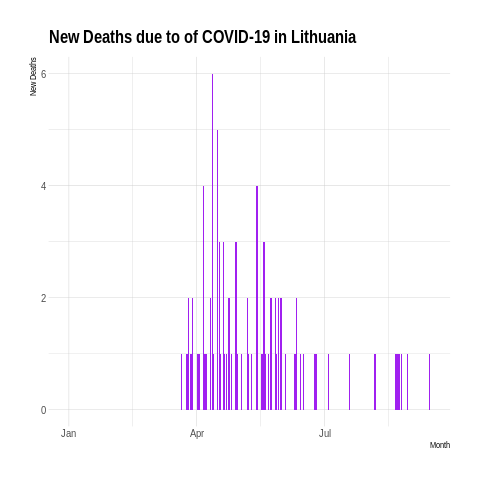 New Deaths due to of COVID-19 in Lithuania
New Deaths
6
4
2
0
Jan
Apr
Jul
Month